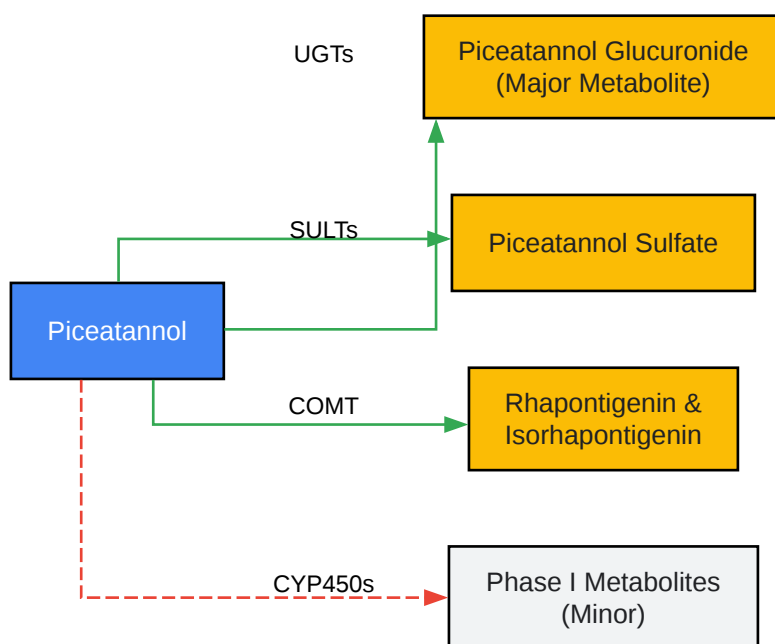 UGTs
Piceatannol Glucuronide
(Major Metabolite)
SULTs
Piceatannol Sulfate
Piceatannol
COMT
Rhapontigenin &
Isorhapontigenin
CYP450s
Phase I Metabolites
(Minor)